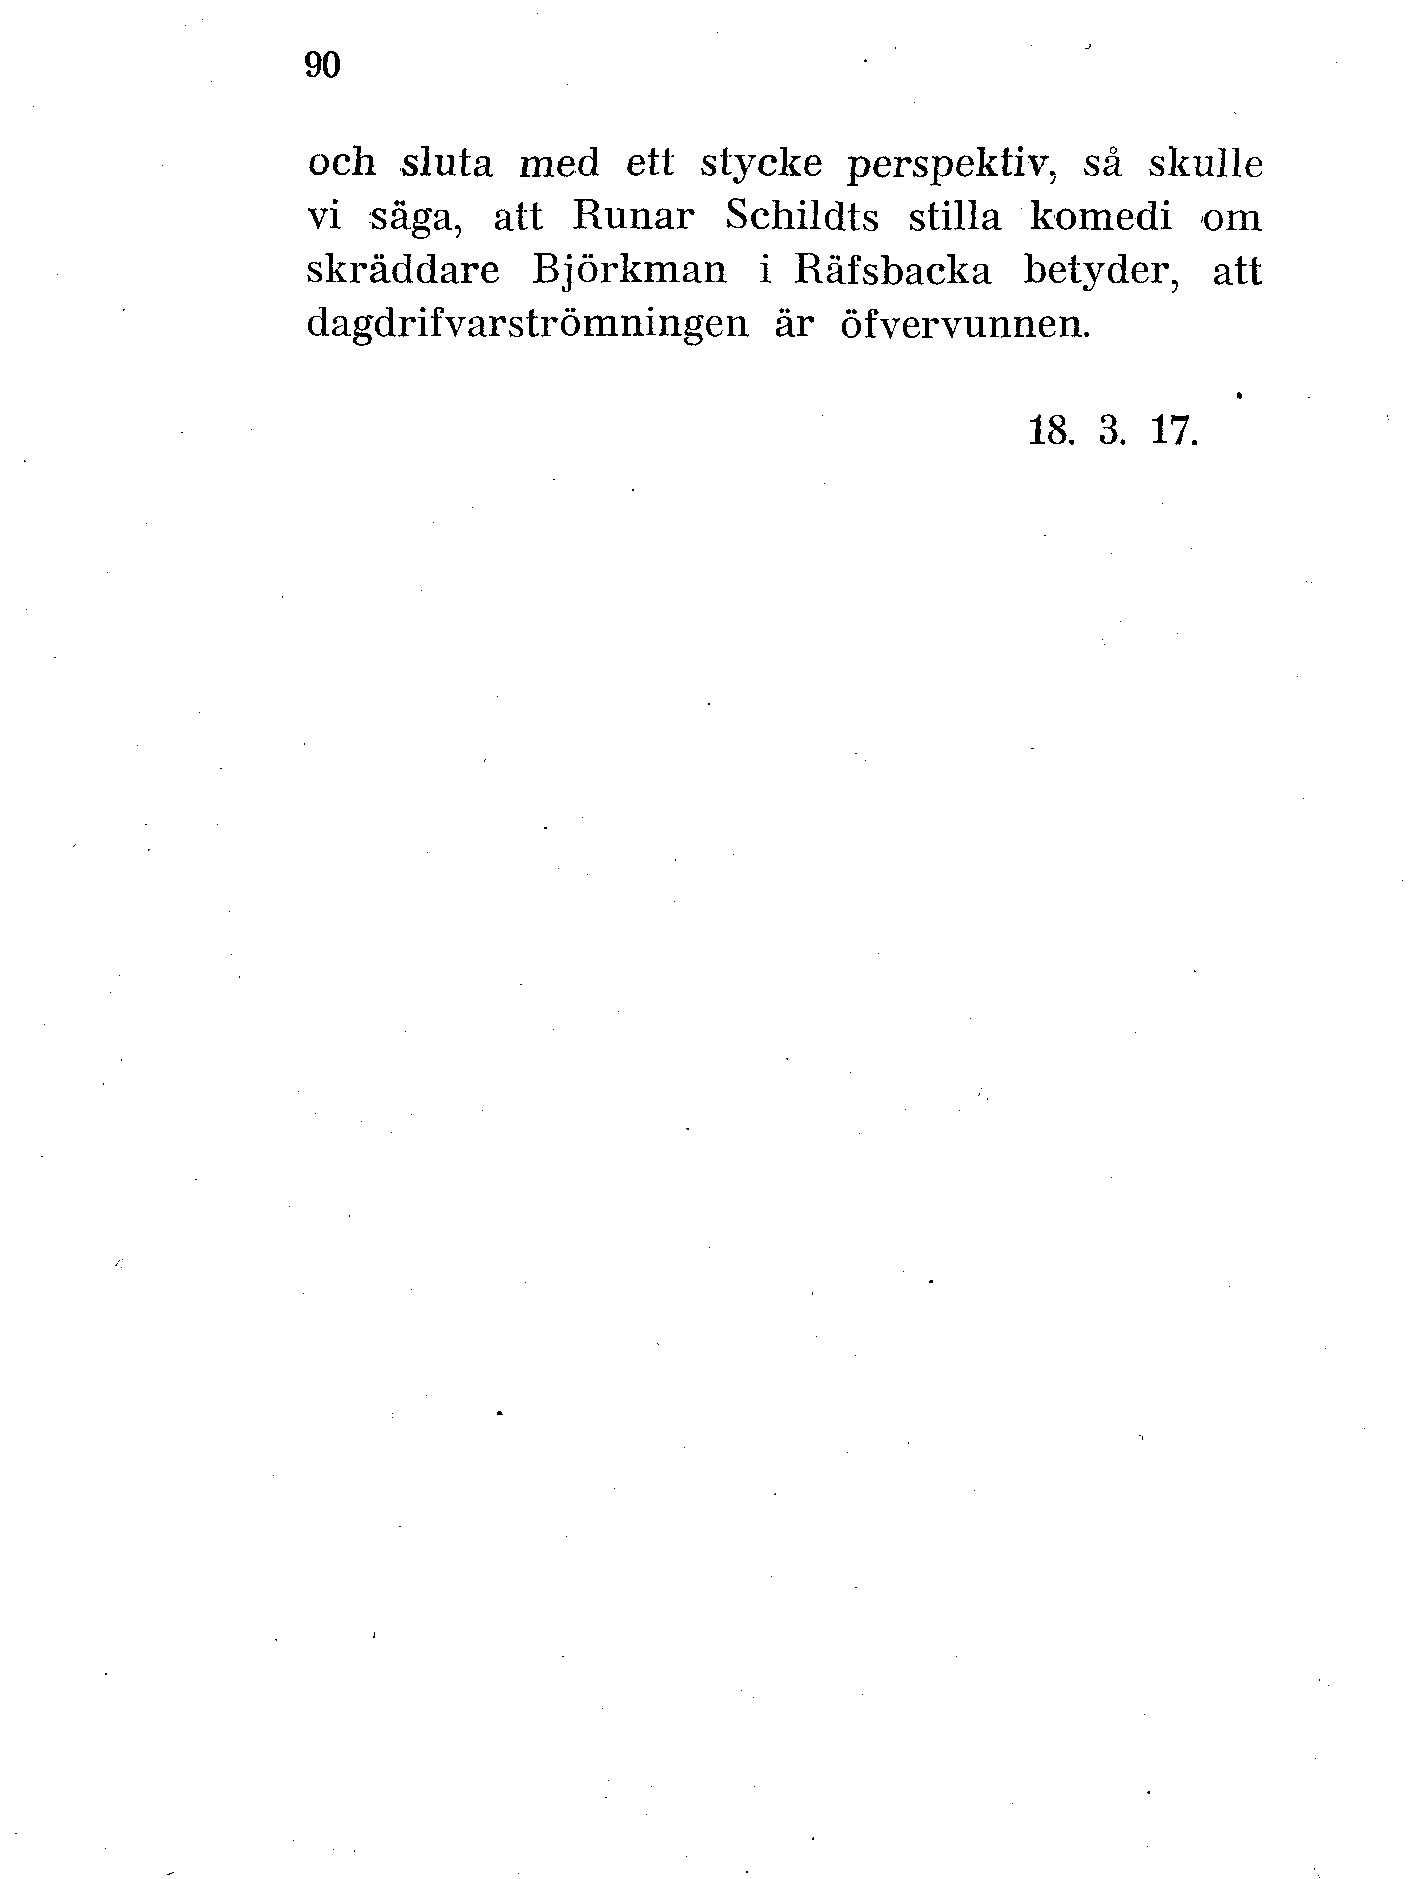 90
och sluta med ett stycke perspektiv, så skulle
vi säga, att Runar Schildts stilla komedi om
skräddare Björkman i Räfsbacka betyder, att
dagdrifvarströmningen är öfvervunnen.
18. 3. 17.